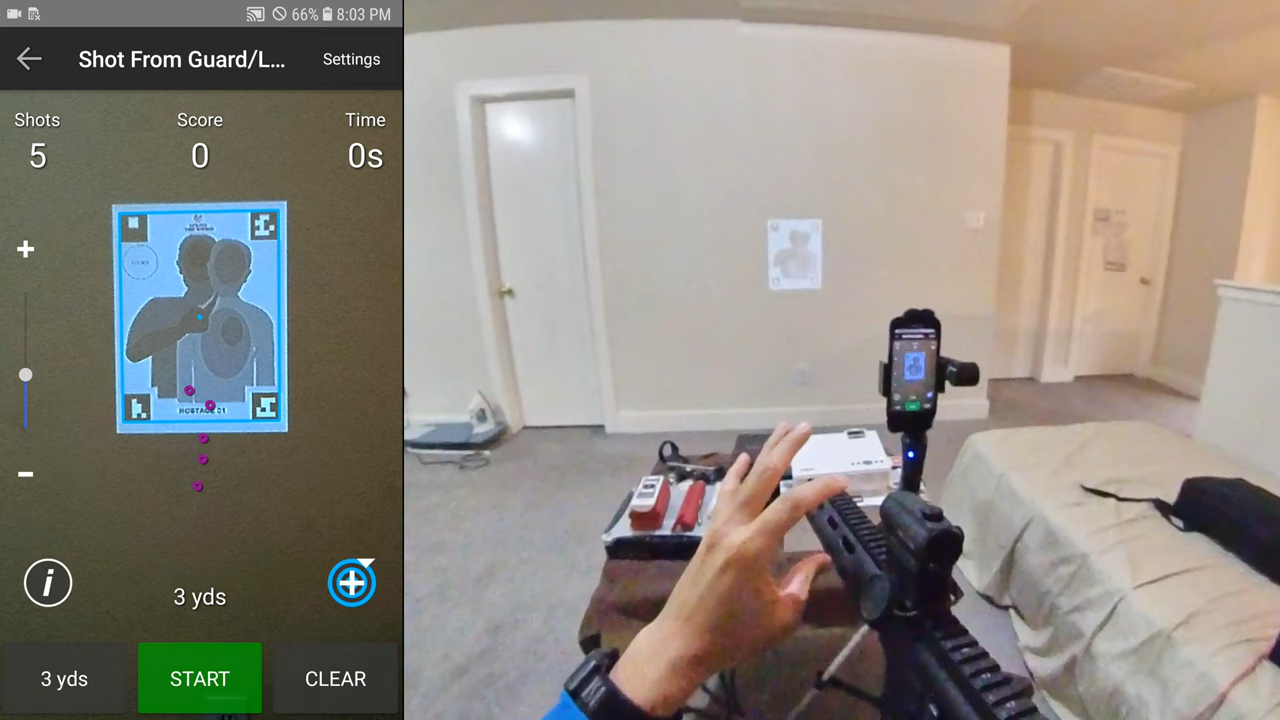 66% 8:03 PM
Shot From Guard/L... Settings
Shots Score Time
5 0 0s
HOSTAGE 01
+
-
i
3 yds
3 yds START CLEAR